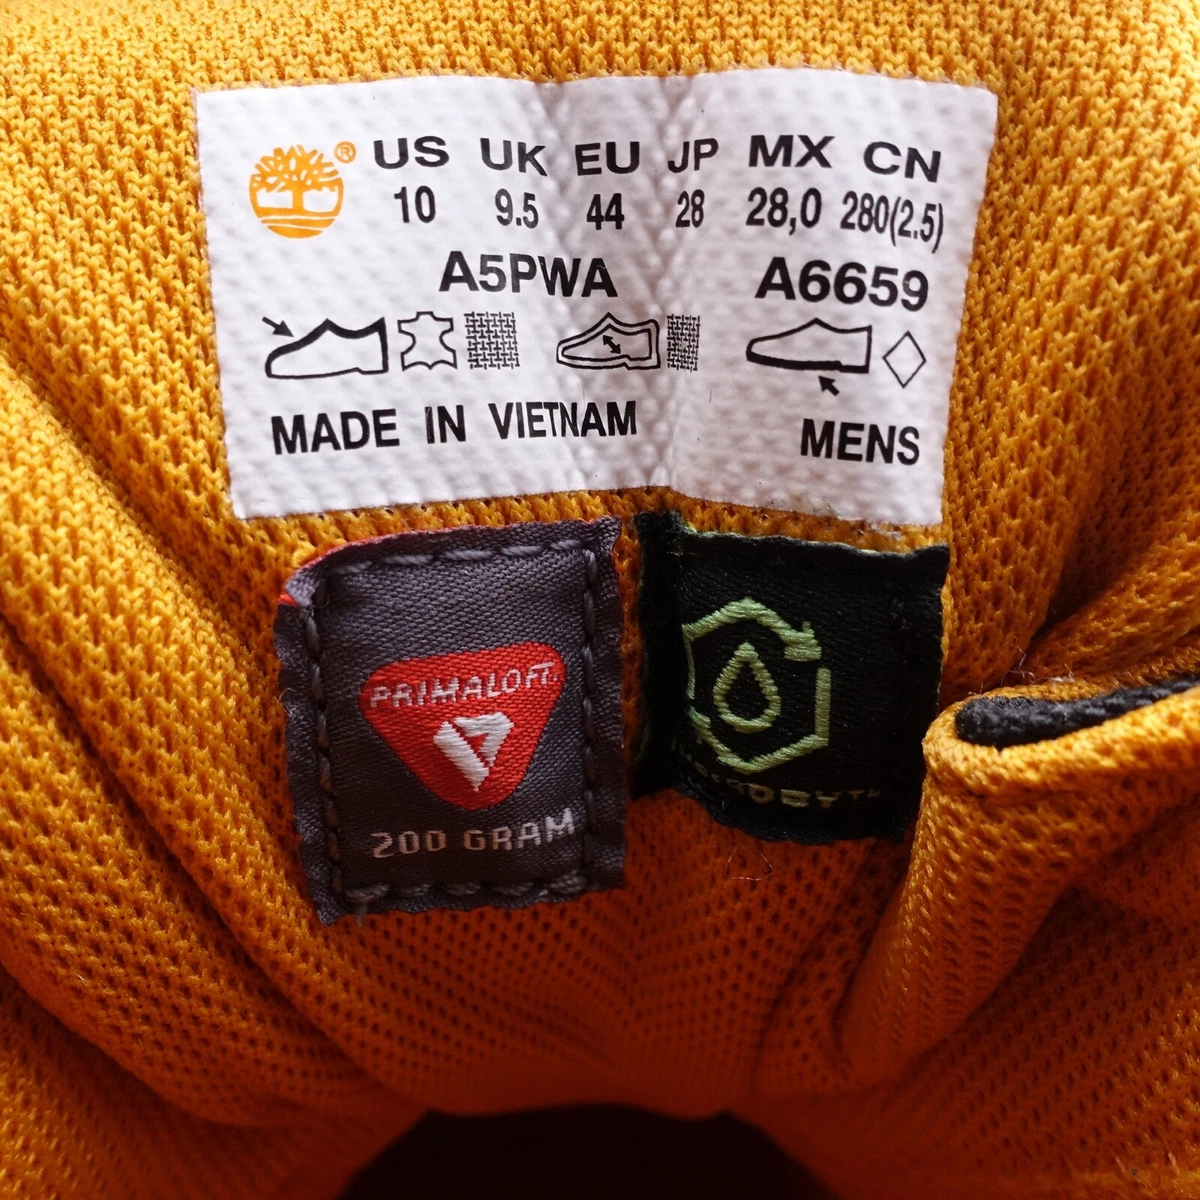 ® US UK EU JP MX CN
10 9.5 44 28 28,0 280(2.5)
A5PWA A6659
MADE IN VIETNAM MENS
PRIMALOFT
200 GRAM